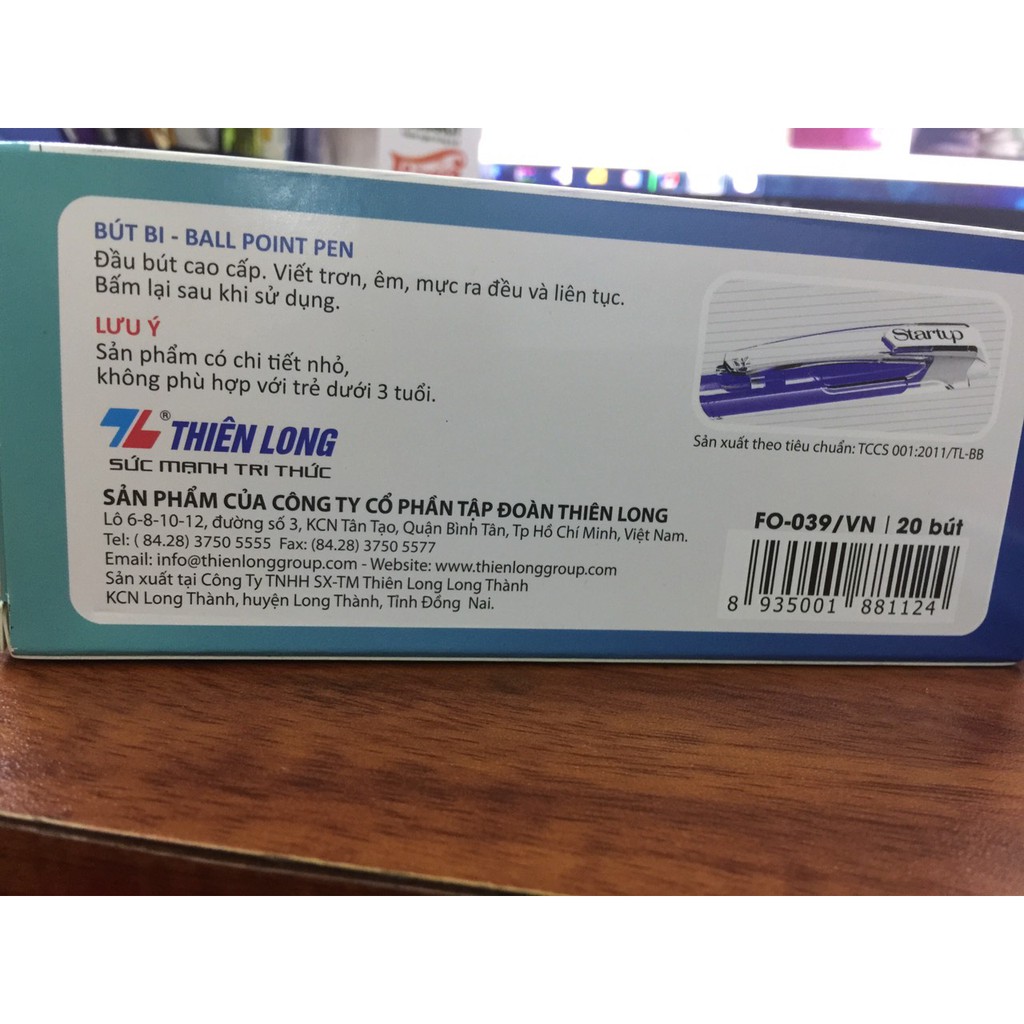 BÚT BI - BALL POINT PEN
Đầu bút cao cấp. Viết trơn, êm, mực ra đều và liên tục.
Bấm lại sau khi sử dụng.
LƯU Ý
Sản phẩm có chi tiết nhỏ,
không phù hợp với trẻ dưới 3 tuổi.
Startup
Sản xuất theo tiêu chuẩn: TCCS 001:2011/TL-BB
TL® THIÊN LONG
SỨC MẠNH TRI THỨC
SẢN PHẨM CỦA CÔNG TY CỔ PHẦN TẬP ĐOÀN THIÊN LONG
Lô 6-8-10-12, đường số 3, KCN Tân Tạo, Quận Bình Tân, Tp Hồ Chí Minh, Việt Nam.
Tel: ( 84.28) 3750 5555 Fax: (84.28) 3750 5577
Email: info@thienlonggroup.com - Website: www.thienlonggroup.com
Sản xuất tại Công Ty TNHH SX-TM Thiên Long Long Thành
KCN Long Thành, huyện Long Thành, Tỉnh Đồng Nai.
FO-039/VN | 20 bút
8 935001 881124